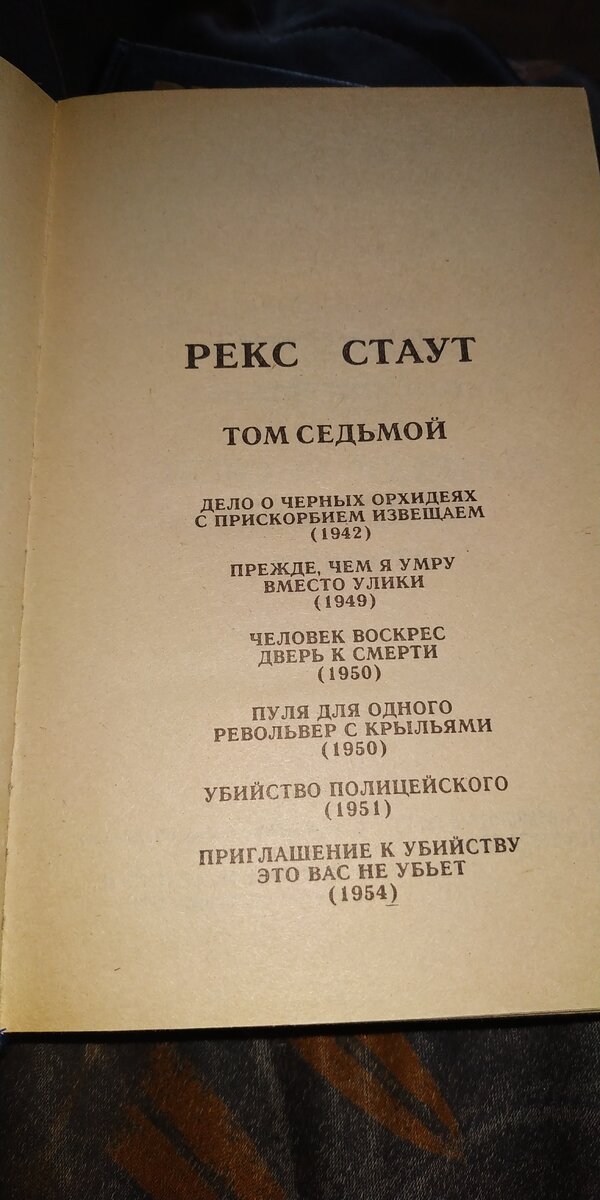 РЕКС СТАУТ
ТОМ СЕДЬМОЙ
ДЕЛО О ЧЕРНЫХ ОРХИДЕЯХ
С ПРИСКОРБИЕМ ИЗВЕЩАЕМ
(1942)
ПРЕЖДЕ, ЧЕМ Я УМРУ
ВМЕСТО УЛИКИ
(1949)
ЧЕЛОВЕК ВОСКРЕС
ДВЕРЬ К СМЕРТИ
(1950)
ПУЛЯ ДЛЯ ОДНОГО
РЕВОЛЬВЕР С КРЫЛЬЯМИ
(1950)
УБИЙСТВО ПОЛИЦЕЙСКОГО
(1951)
ПРИГЛАШЕНИЕ К УБИЙСТВУ
ЭТО ВАС НЕ УБЬЕТ
(1954)